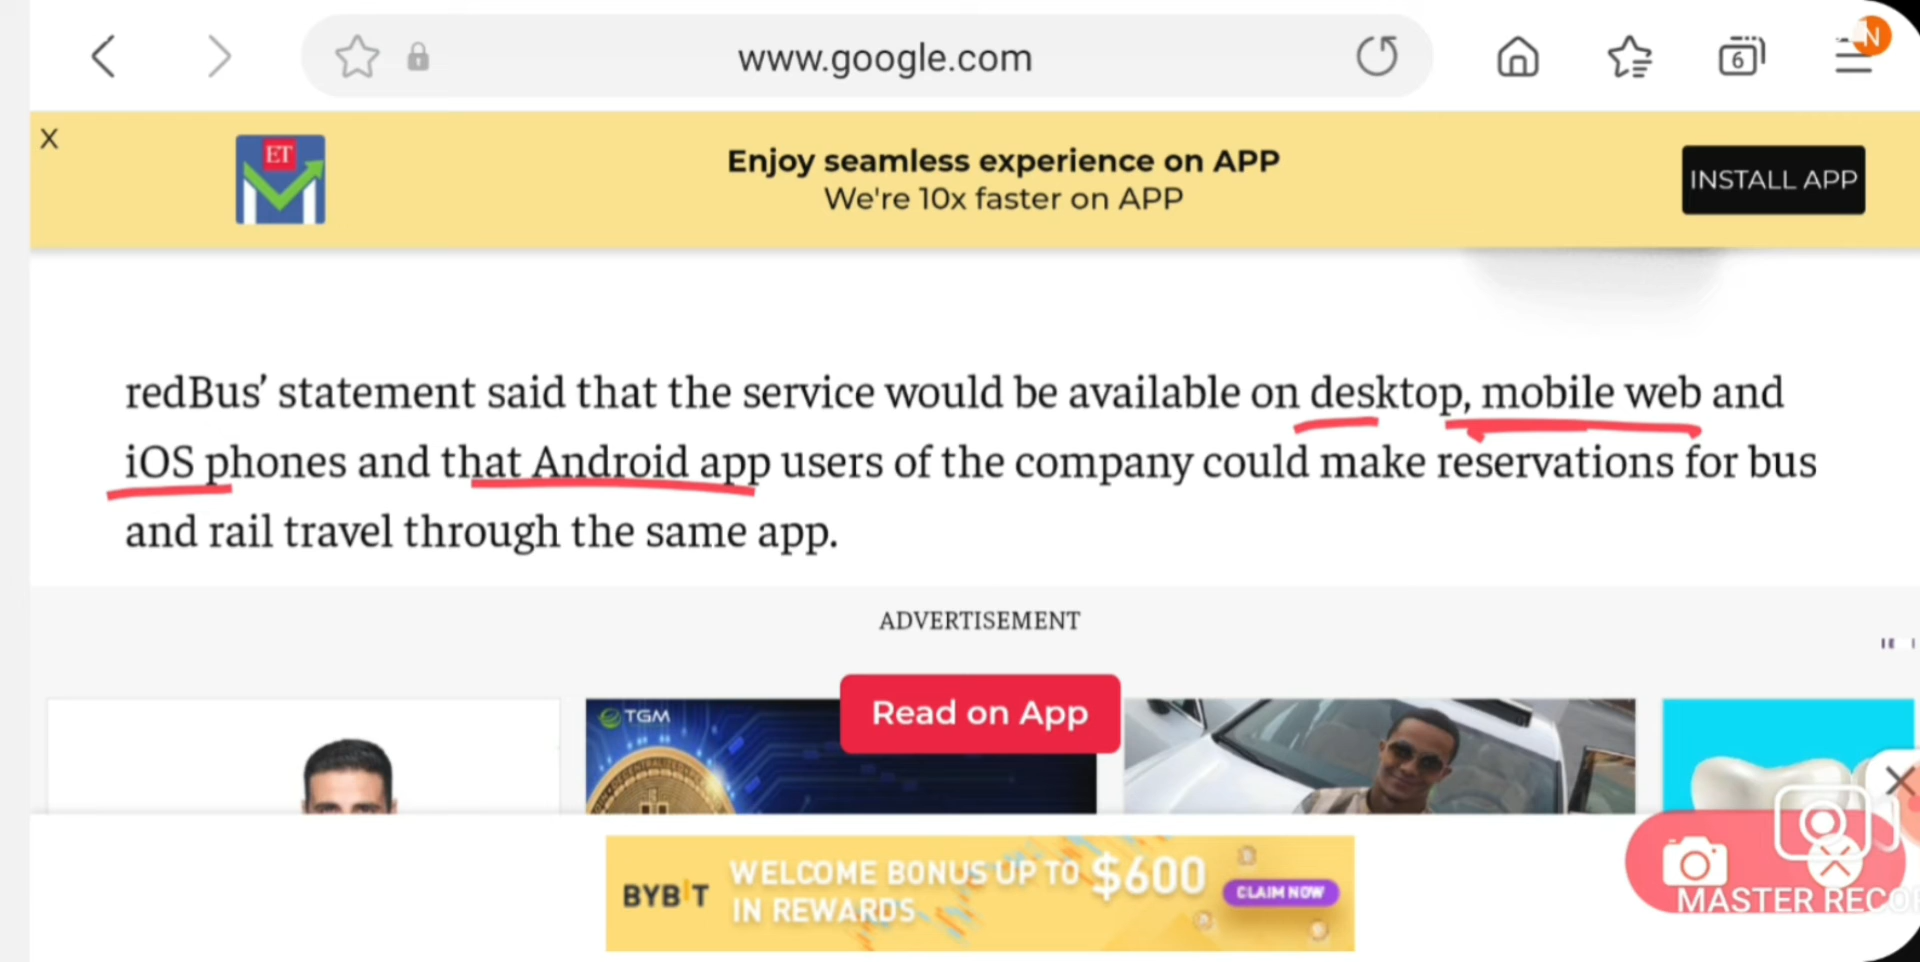 www.google.com
6
N
X
ET
Enjoy seamless experience on APP
We're 10x faster on APP
INSTALL APP
redBus’ statement said that the service would be available on desktop, mobile web and
iOS phones and that Android app users of the company could make reservations for bus
and rail travel through the same app.
ADVERTISEMENT
TGM
Read on App
BYBIT
WELCOME BONUS UP TO $600
IN REWARDS
CLAIM NOW
MASTER RECO